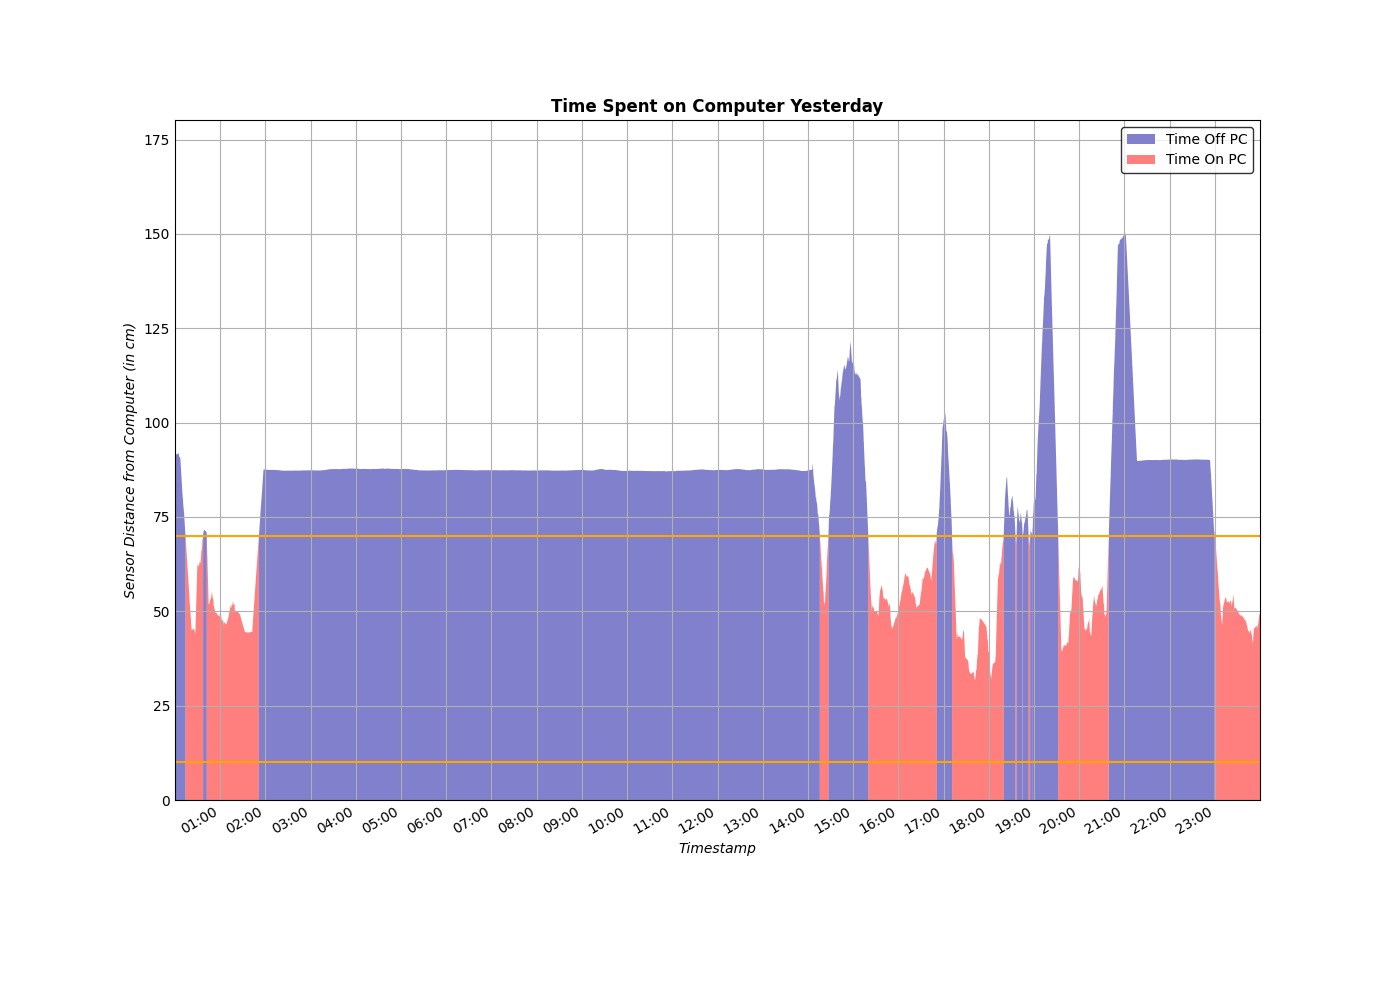 Time Spent on Computer Yesterday
Time Off PC
Time On PC
175
150
125
100
75
50
25
0
Sensor Distance from Computer (in cm)
01:00 02:00 03:00 04:00 05:00 06:00 07:00 08:00 09:00 10:00 11:00 12:00 13:00 14:00 15:00 16:00 17:00 18:00 19:00 20:00 21:00 22:00 23:00
Timestamp